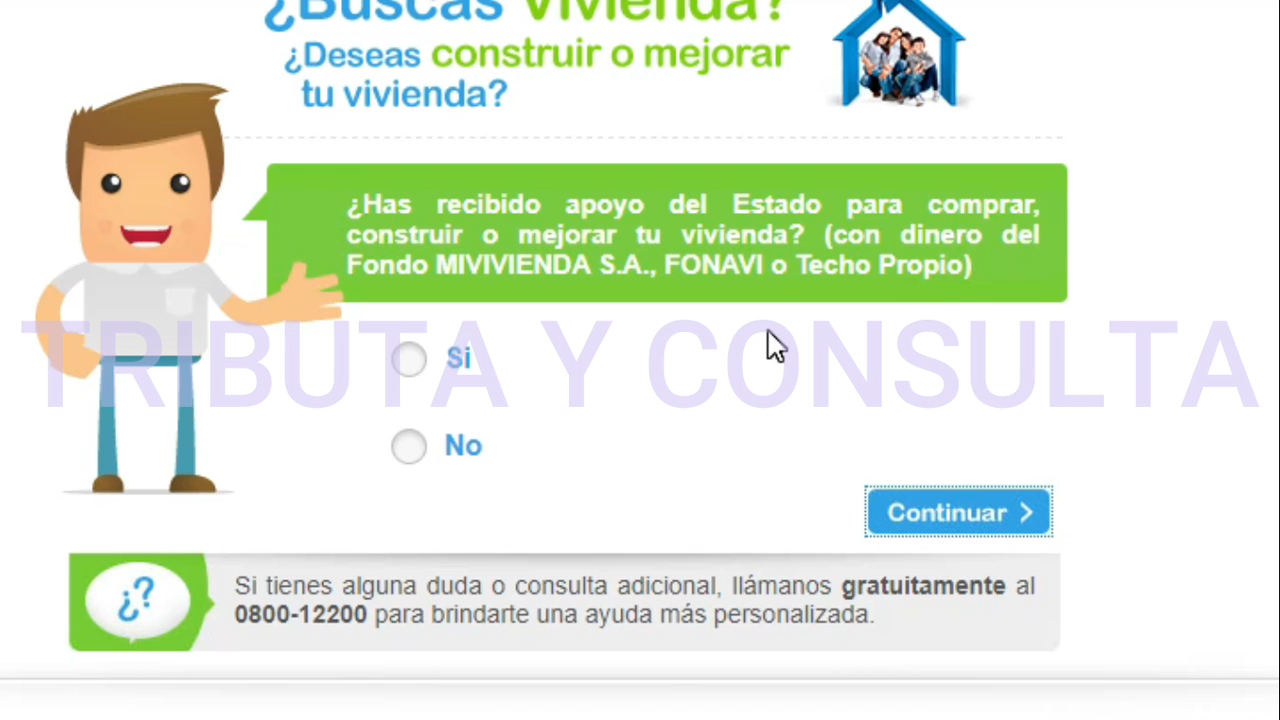 ¿Buscas Vivienda?
¿Deseas construir o mejorar
tu vivienda?
¿Has recibido apoyo del Estado para comprar,
construir o mejorar tu vivienda? (con dinero del
Fondo MIVIVIENDA S.A., FONAVI o Techo Propio)
TRIBUTA Y CONSULTA
Si
No
Continuar >
¿?
Si tienes alguna duda o consulta adicional, llámanos gratuitamente al
0800-12200 para brindarte una ayuda más personalizada.